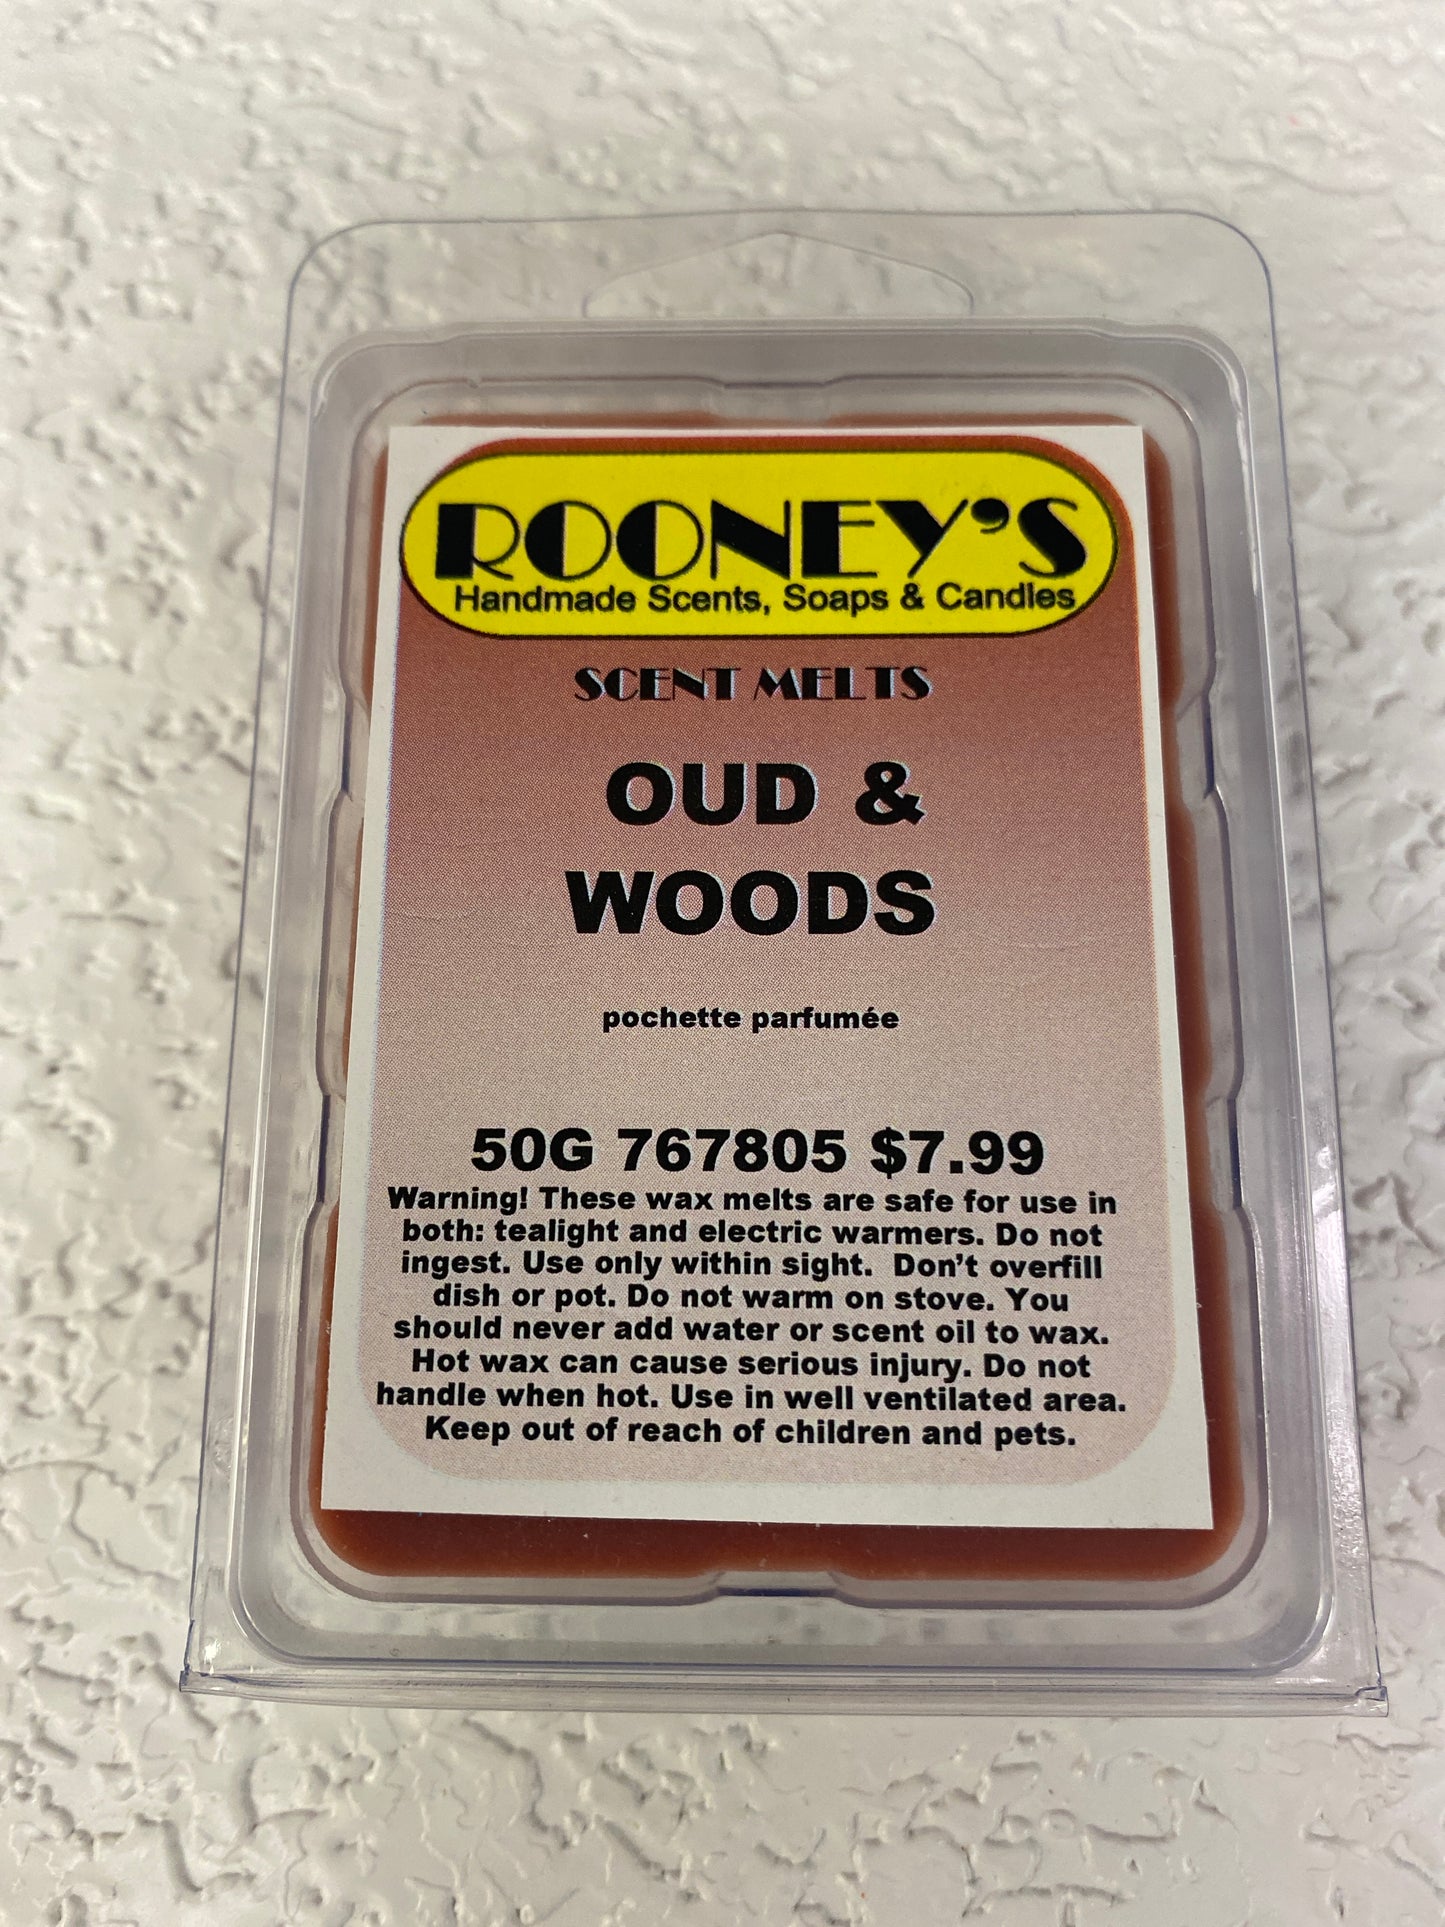 ROONEY'S
Handmade Scents, Soaps & Candles
SCENT MELTS
OUD &
WOODS
pochette parfumée
50G 767805 $7.99
Warning! These wax melts are safe for use in
both: tealight and electric warmers. Do not
ingest. Use only within sight.  Don't overfill
dish or pot. Do not warm on stove. You
should never add water or scent oil to wax.
Hot wax can cause serious injury. Do not
handle when hot. Use in well ventilated area.
Keep out of reach of children and pets.